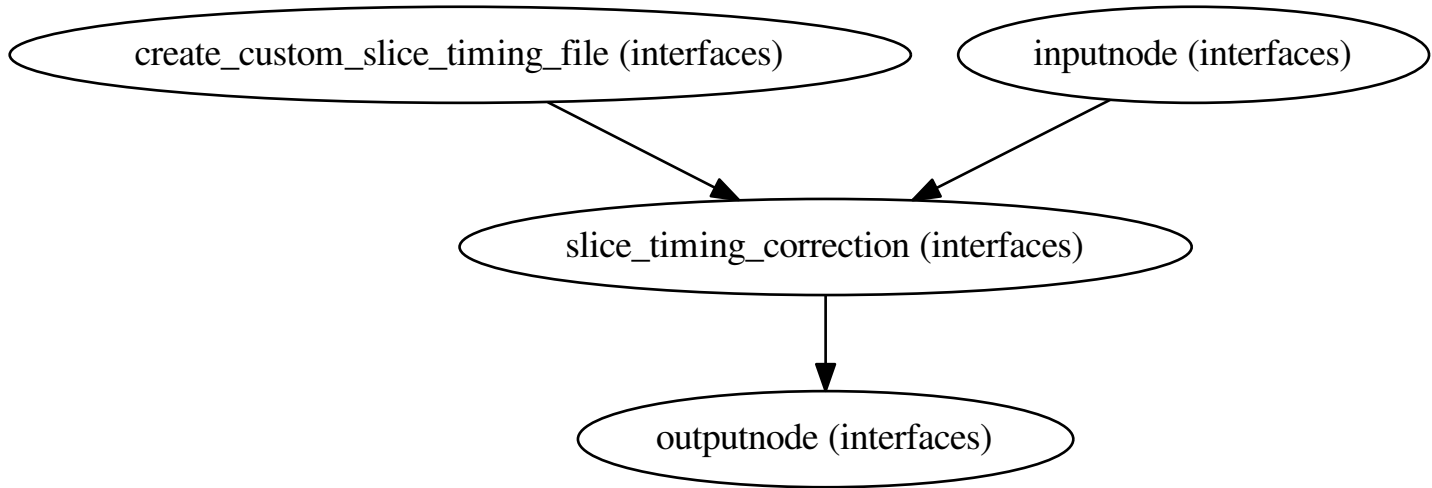 create_custom_slice_timing_file (interfaces)
inputnode (interfaces)
slice_timing_correction (interfaces)
outputnode (interfaces)